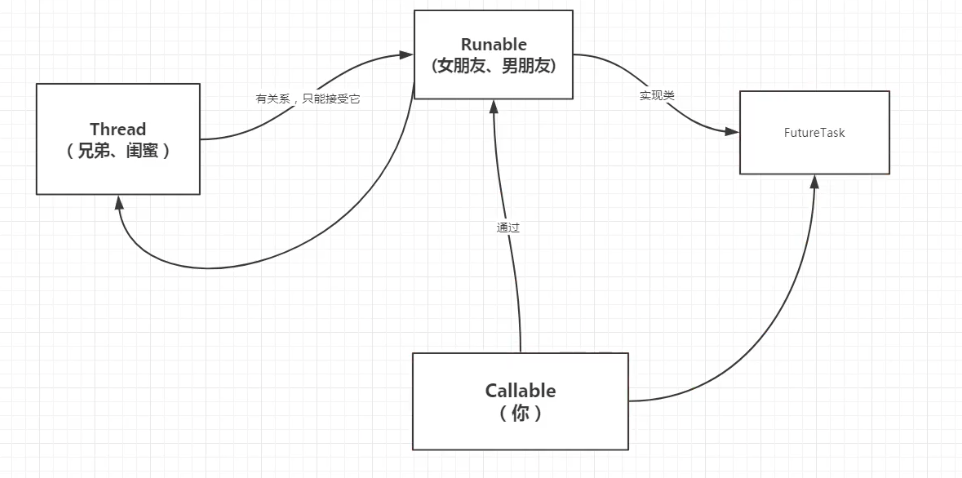 Runable
(女朋友、男朋友)
有关系，只能接受它
实现类
Thread
（兄弟、闺蜜）
FutureTask
通过
Callable
（你）